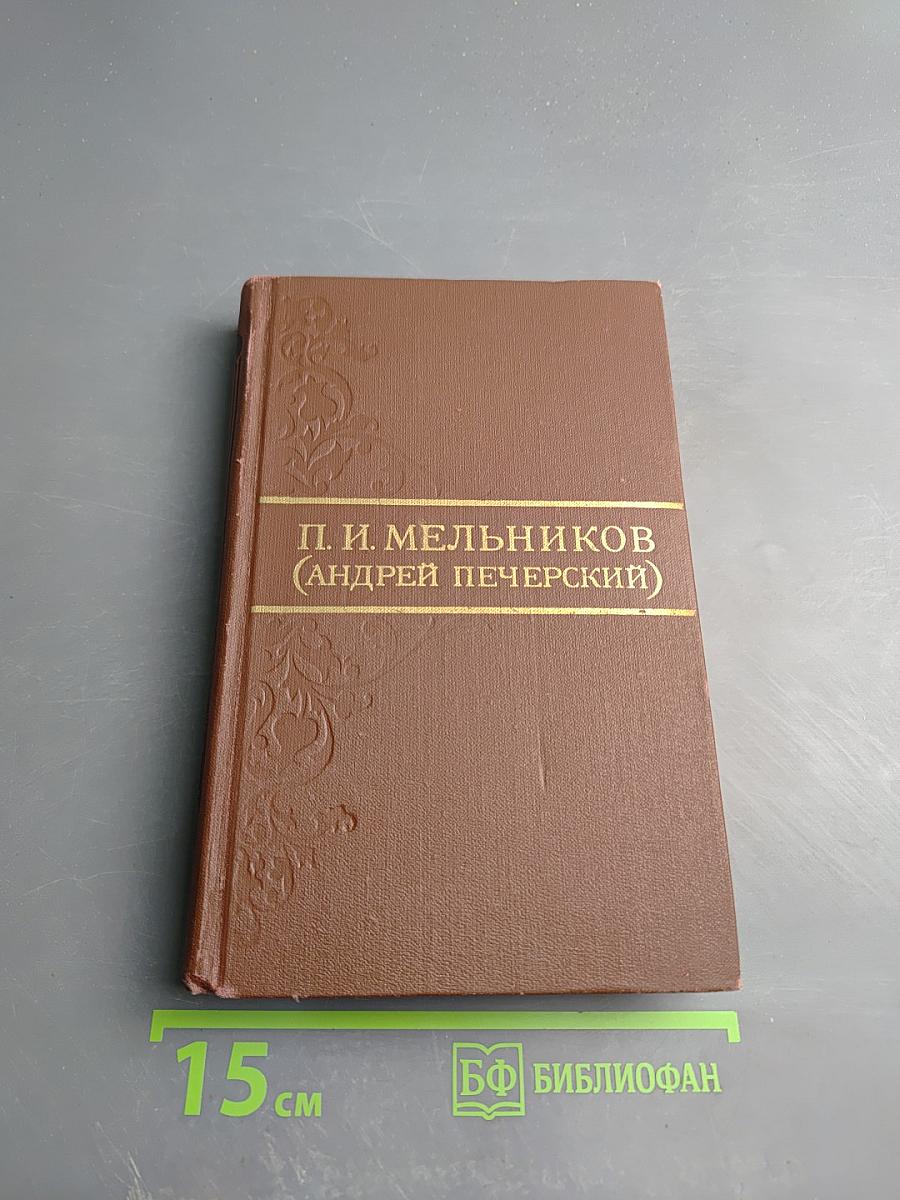 П. И. МЕЛЬНИКОВ
(АНДРЕЙ ПЕЧЕРСКИЙ)
15 см
БФ БИБЛИОФАН